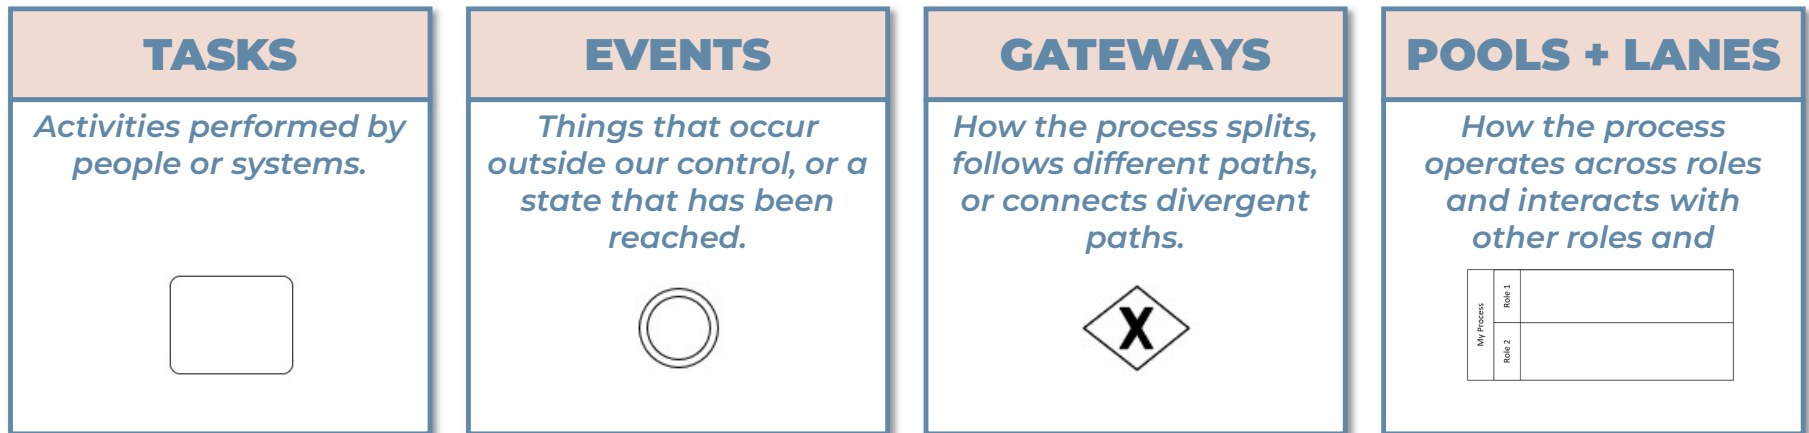 TASKS
Activities performed by
people or systems.
EVENTS
Things that occur
outside our control, or a
state that has been
reached.
GATEWAYS
How the process splits,
follows different paths,
or connects divergent
paths.
X
POOLS + LANES
How the process
operates across roles
and interacts with
other roles and
My Process
Role 1
Role 2